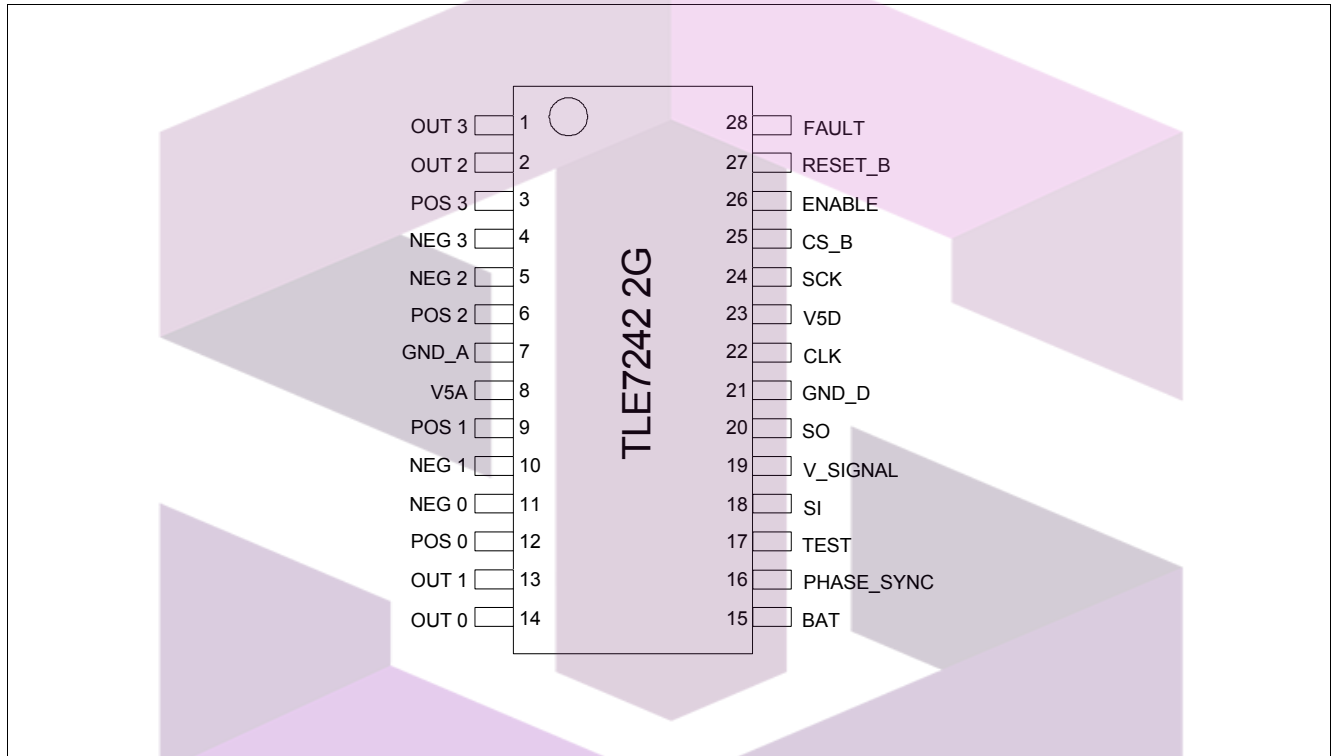 OUT 3 1 28 FAULT
OUT 2 2 27 RESET_B
POS 3 3 26 ENABLE
NEG 3 4 25 CS_B
NEG 2 5 24 SCK
POS 2 6 23 V5D
GND_A 7 22 CLK
V5A 8 21 GND_D
POS 1 9 20 SO
NEG 1 10 19 V_SIGNAL
NEG 0 11 18 SI
POS 0 12 17 TEST
OUT 1 13 16 PHASE_SYNC
OUT 0 14 15 BAT
TLE7242 2G